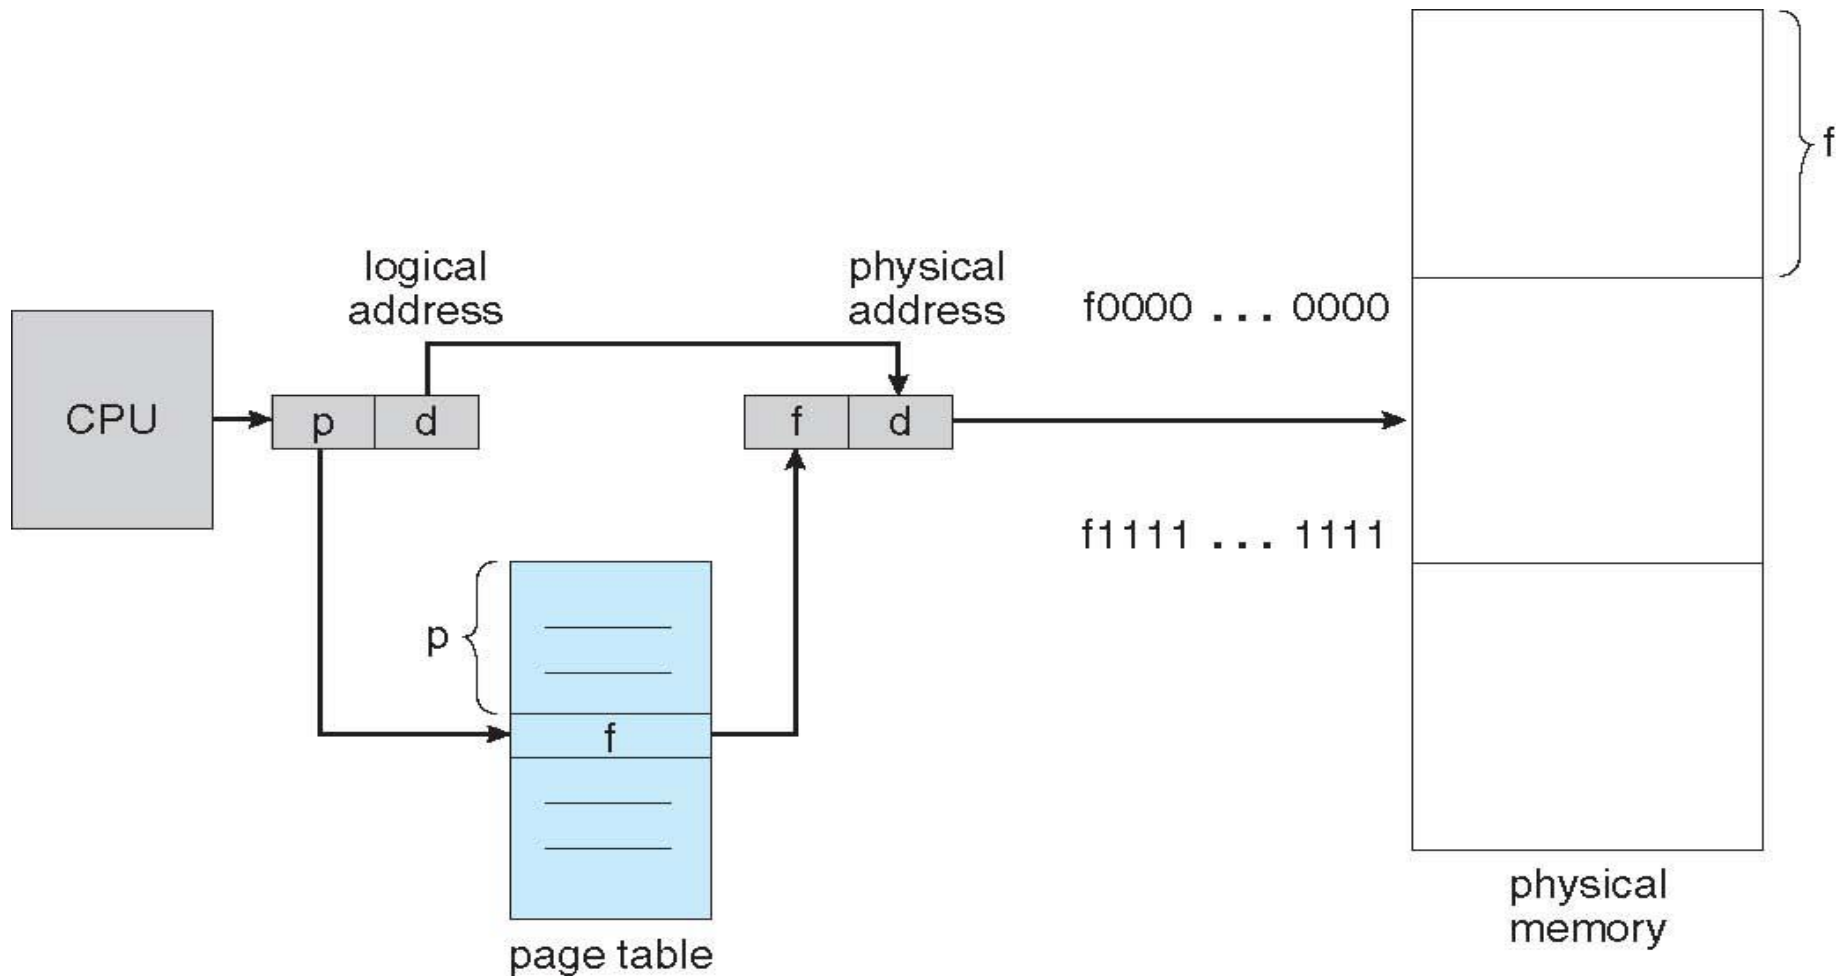 f
logical
address
physical
address
f0000 ... 0000
CPU
p
d
f
d
f1111 ... 1111
p
f
physical
memory
page table